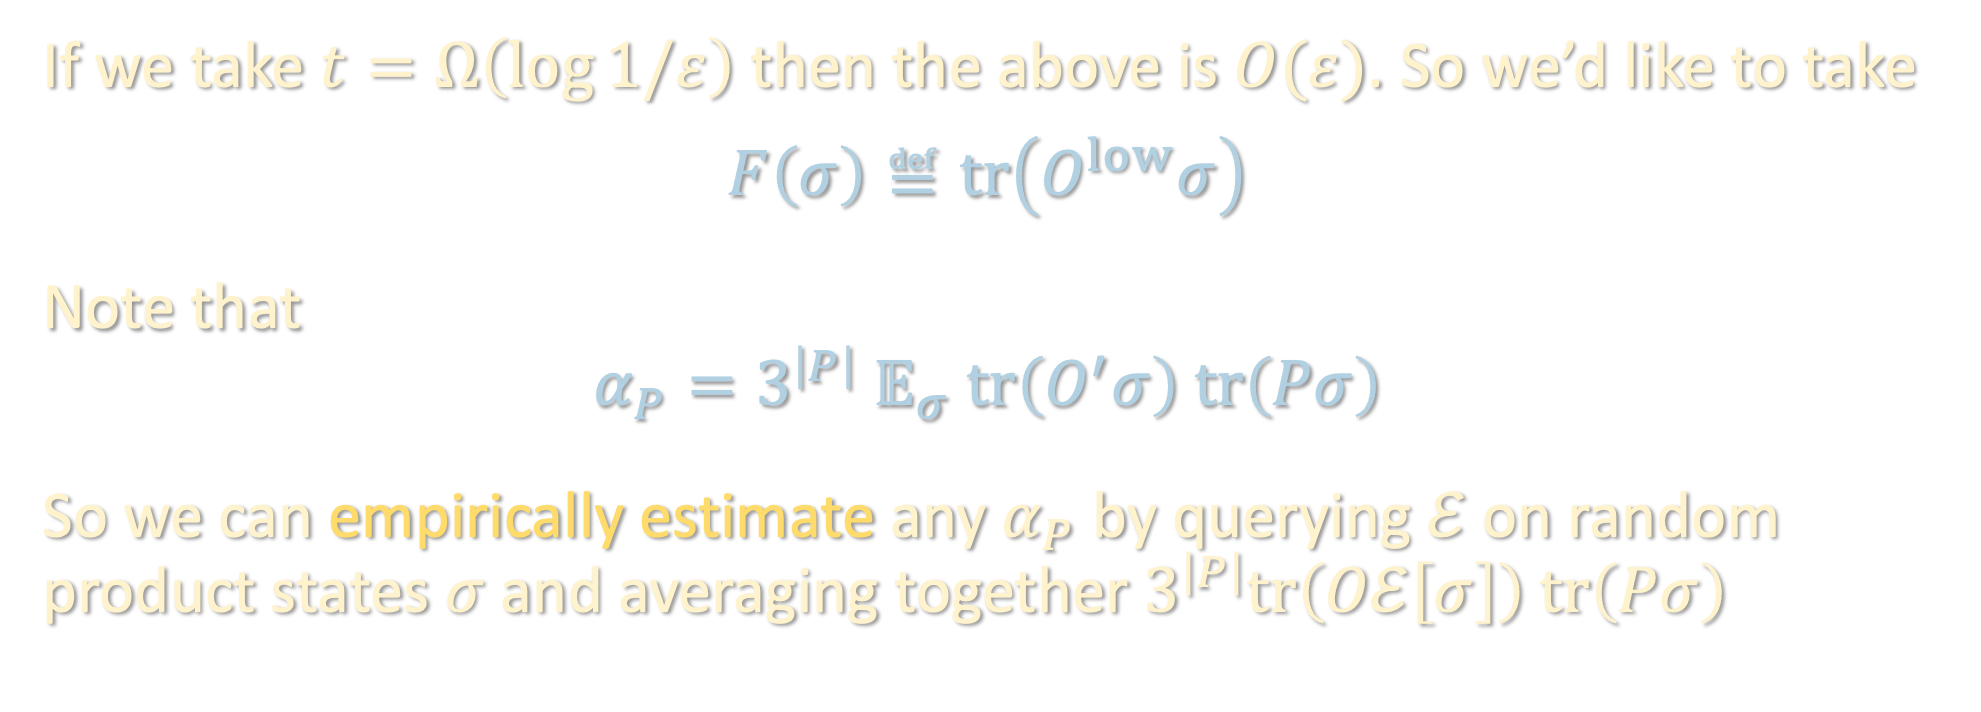 If we take t = Ω(log 1/ε) then the above is O(ε). So we’d like to take
F(σ) ≝ tr(O^low σ)
Note that
α_P = 3^|P| 𝔼_σ tr(O′σ) tr(Pσ)
So we can empirically estimate any α_P by querying ℰ on random
product states σ and averaging together 3^|P| tr(Oℰ[σ]) tr(Pσ)